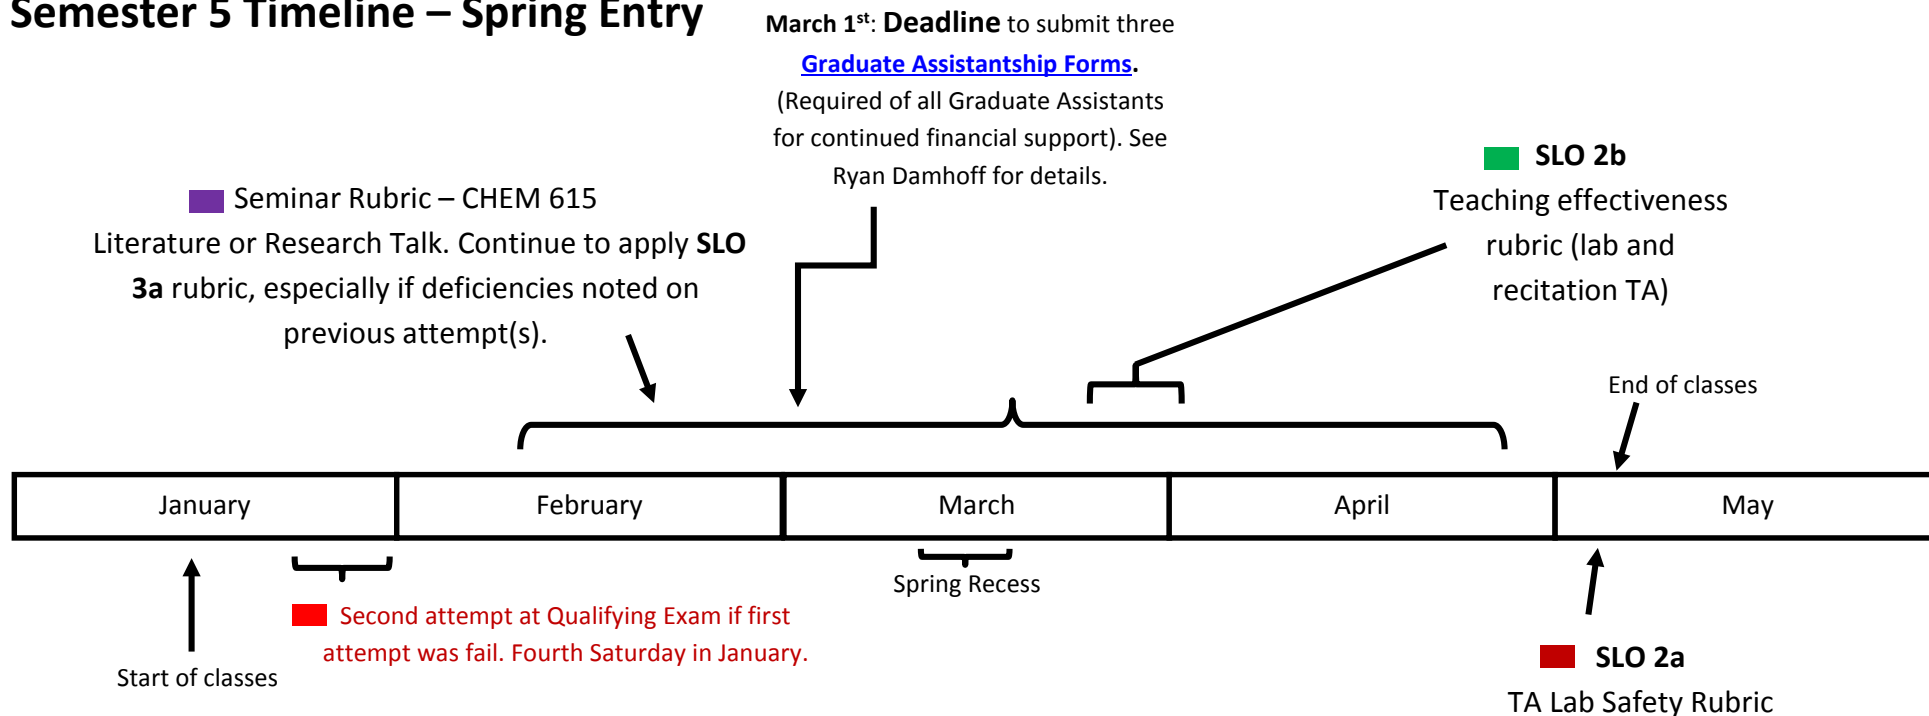 Semester 5 Timeline – Spring Entry
March 1st: Deadline to submit three
Graduate Assistantship Forms.
(Required of all Graduate Assistants
for continued financial support). See
Ryan Damhoff for details.
Seminar Rubric – CHEM 615
Literature or Research Talk. Continue to apply SLO
3a rubric, especially if deficiencies noted on
previous attempt(s).
SLO 2b
Teaching effectiveness
rubric (lab and
recitation TA)
End of classes
January
February
March
April
May
Spring Recess
Second attempt at Qualifying Exam if first
attempt was fail. Fourth Saturday in January.
Start of classes
SLO 2a
TA Lab Safety Rubric